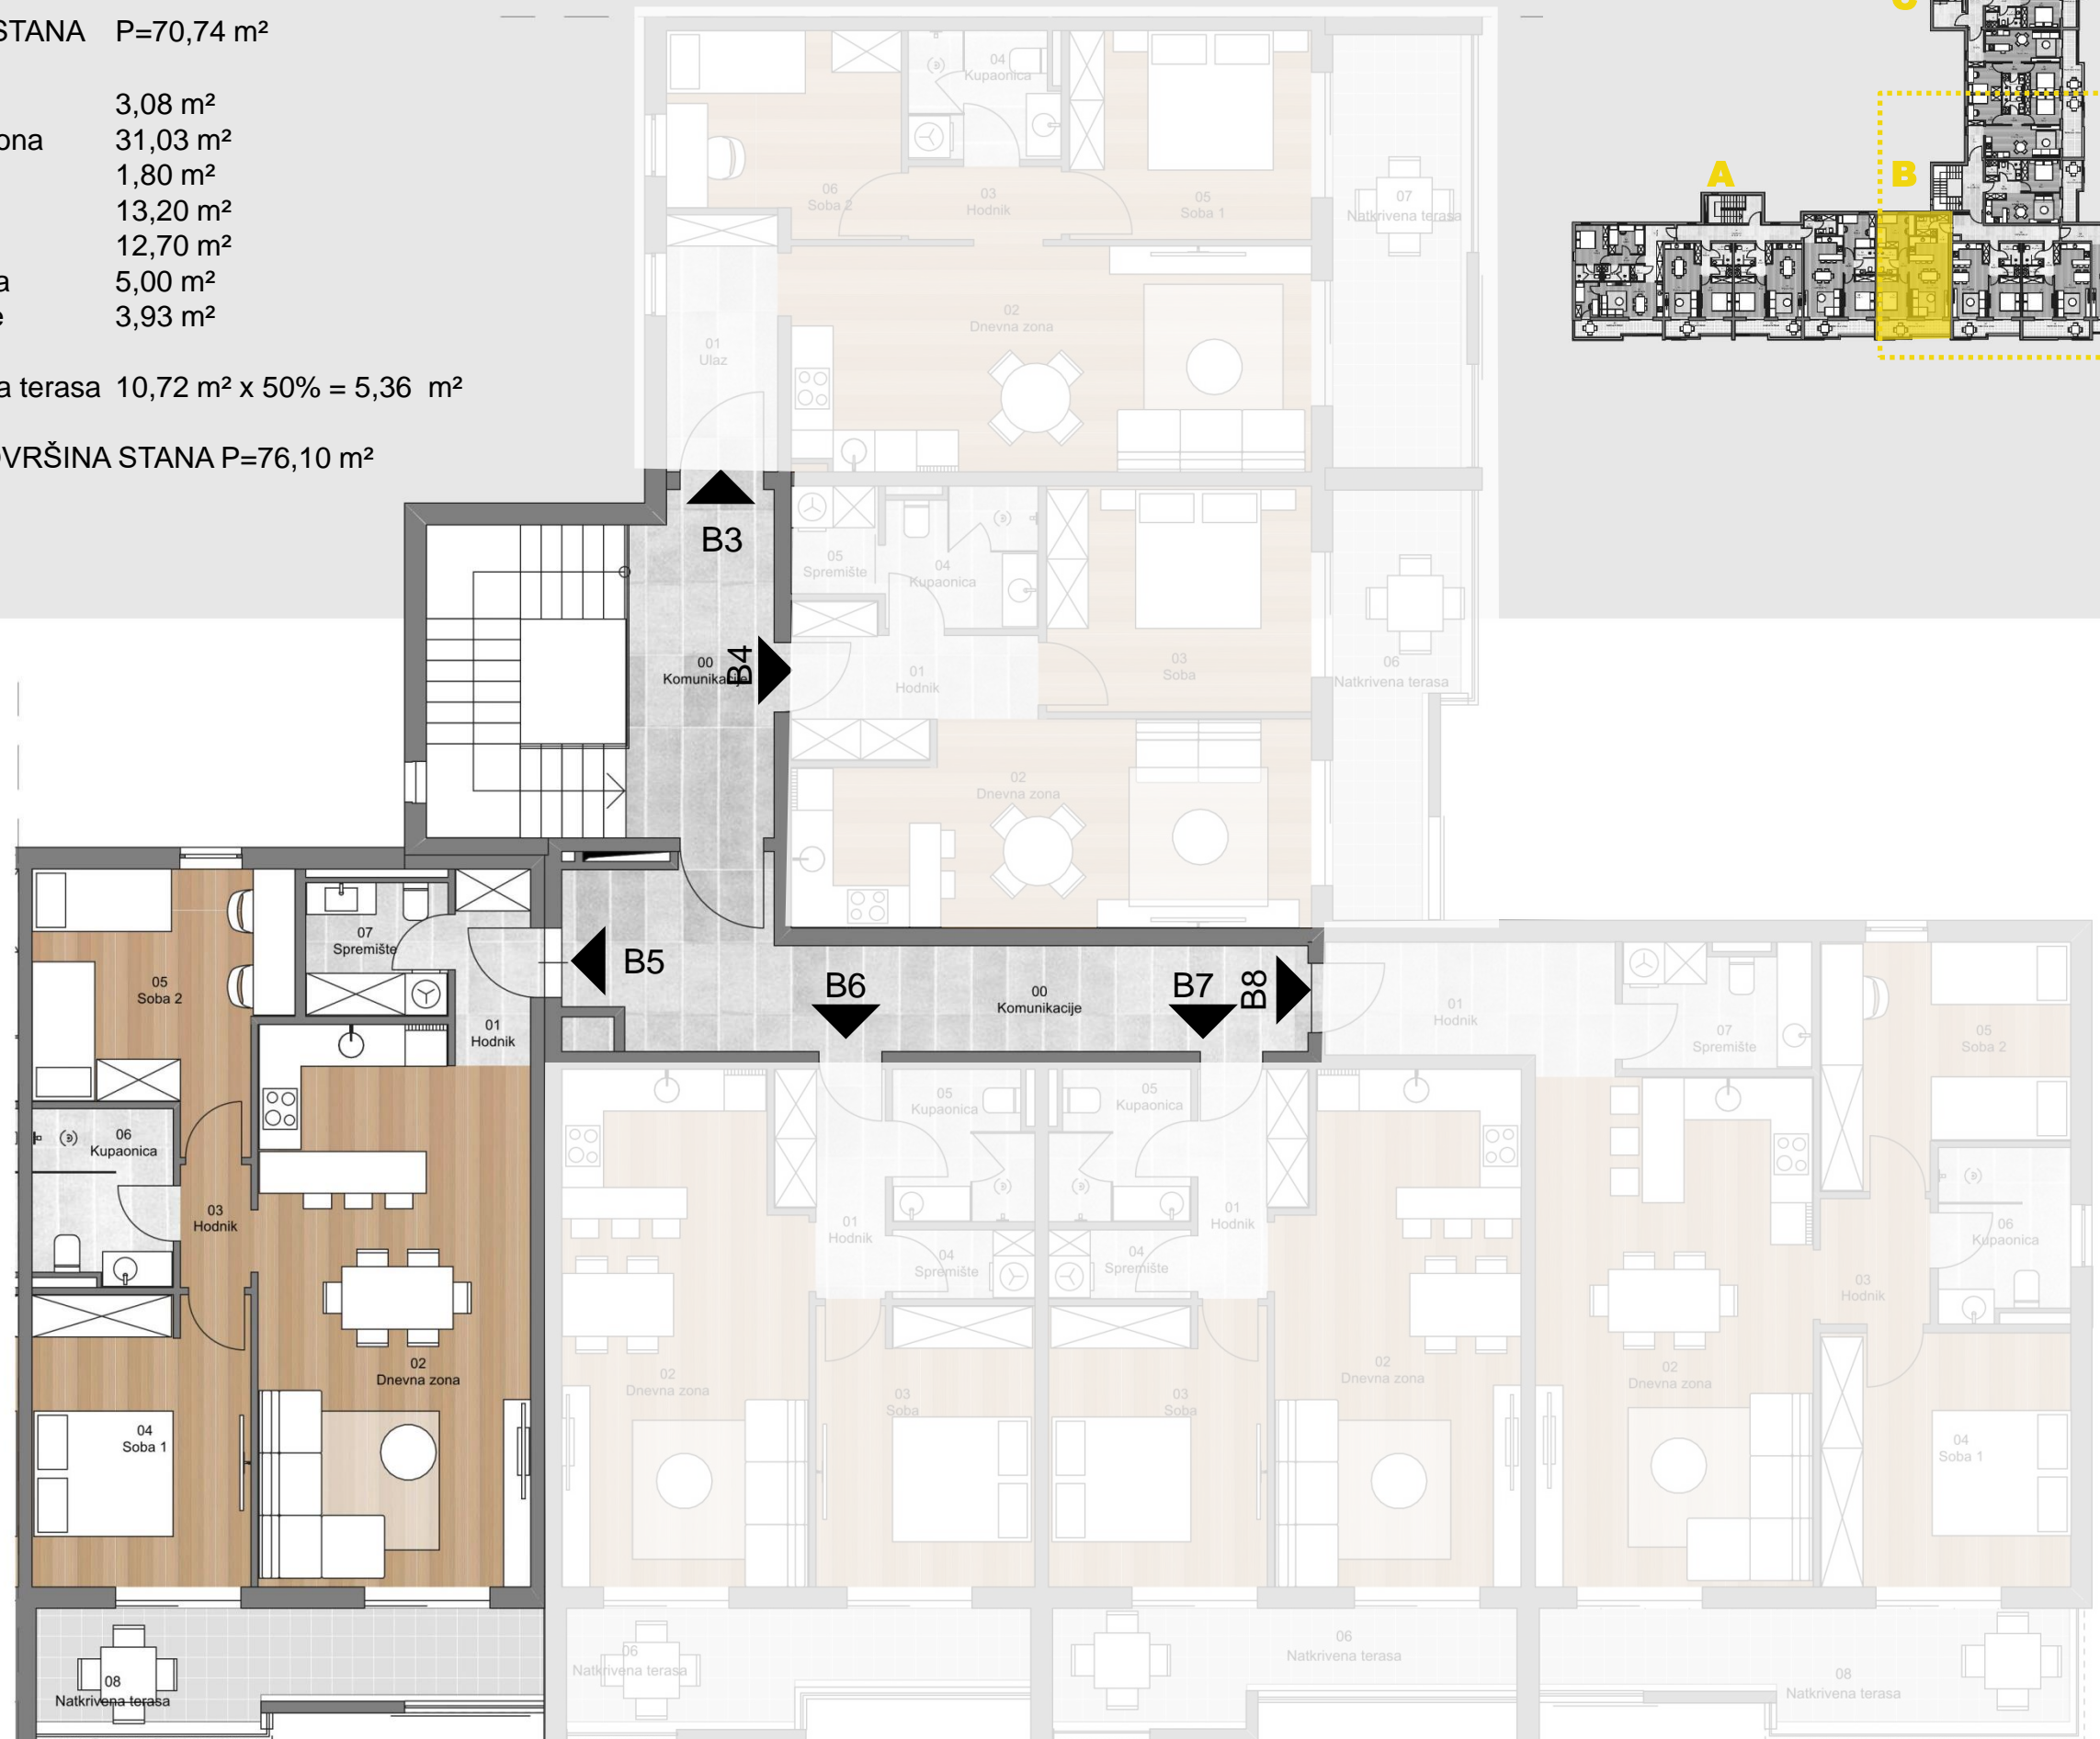 STANA P=70,74 m²
3,08 m²
ona 31,03 m²
1,80 m²
13,20 m²
12,70 m²
a 5,00 m²
e 3,93 m²
a terasa 10,72 m² x 50% = 5,36 m²
OVRŠINA STANA P=76,10 m²
C
A
B
04
Kupaonica
06
Soba 2
03
Hodnik
05
Soba 1
07
Natkrivena terasa
02
Dnevna zona
01
Ulaz
B3
05
Spremište
04
Kupaonica
00
Komunikacije
B4
01
Hodnik
03
Soba
06
Natkrivena terasa
02
Dnevna zona
07
Spremište
05
Soba 2
B5
B6
00
Komunikacije
B7
B8
01
Hodnik
01
Hodnik
07
Spremište
05
Soba 2
06
Kupaonica
03
Hodnik
05
Kupaonica
05
Kupaonica
01
Hodnik
04
Spremište
04
Spremište
01
Hodnik
06
Kupaonica
03
Hodnik
02
Dnevna zona
02
Dnevna zona
03
Soba
03
Soba
02
Dnevna zona
02
Dnevna zona
04
Soba 1
04
Soba 1
08
Natkrivena terasa
06
Natkrivena terasa
06
Natkrivena terasa
08
Natkrivena terasa